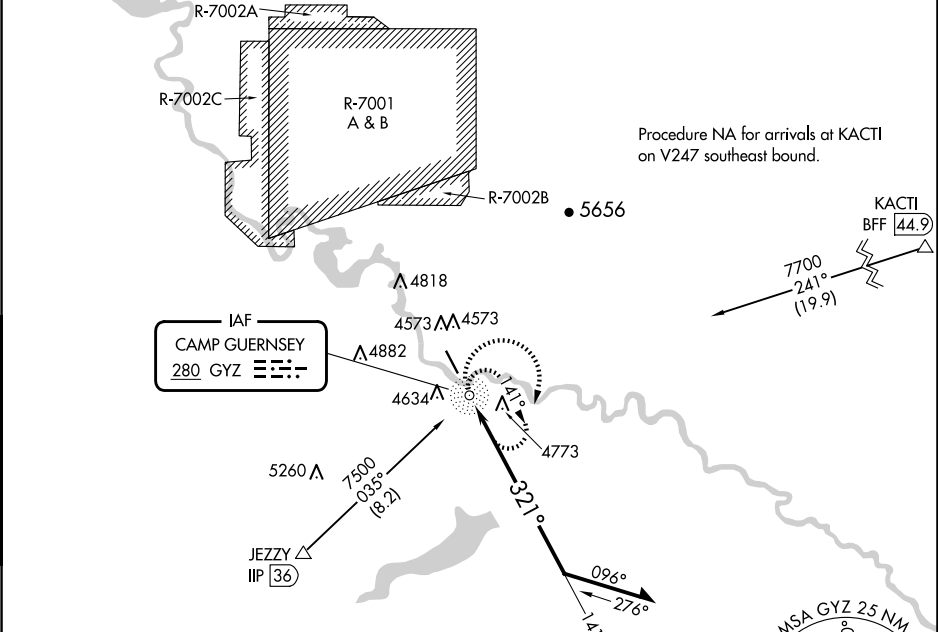 R-7002A
R-7002C
R-7001
A & B
R-7002B
Procedure NA for arrivals at KACTI
on V247 southeast bound.
5656
KACTI
BFF 44.9
7700
241°
(19.9)
4818
4573
4573
IAF
CAMP GUERNSEY
280 GYZ
4882
4634
141°
4773
5260
7500
035°
(8.2)
321°
JEZZY
IIP 36
096°
276°
MSA GYZ 25 NM